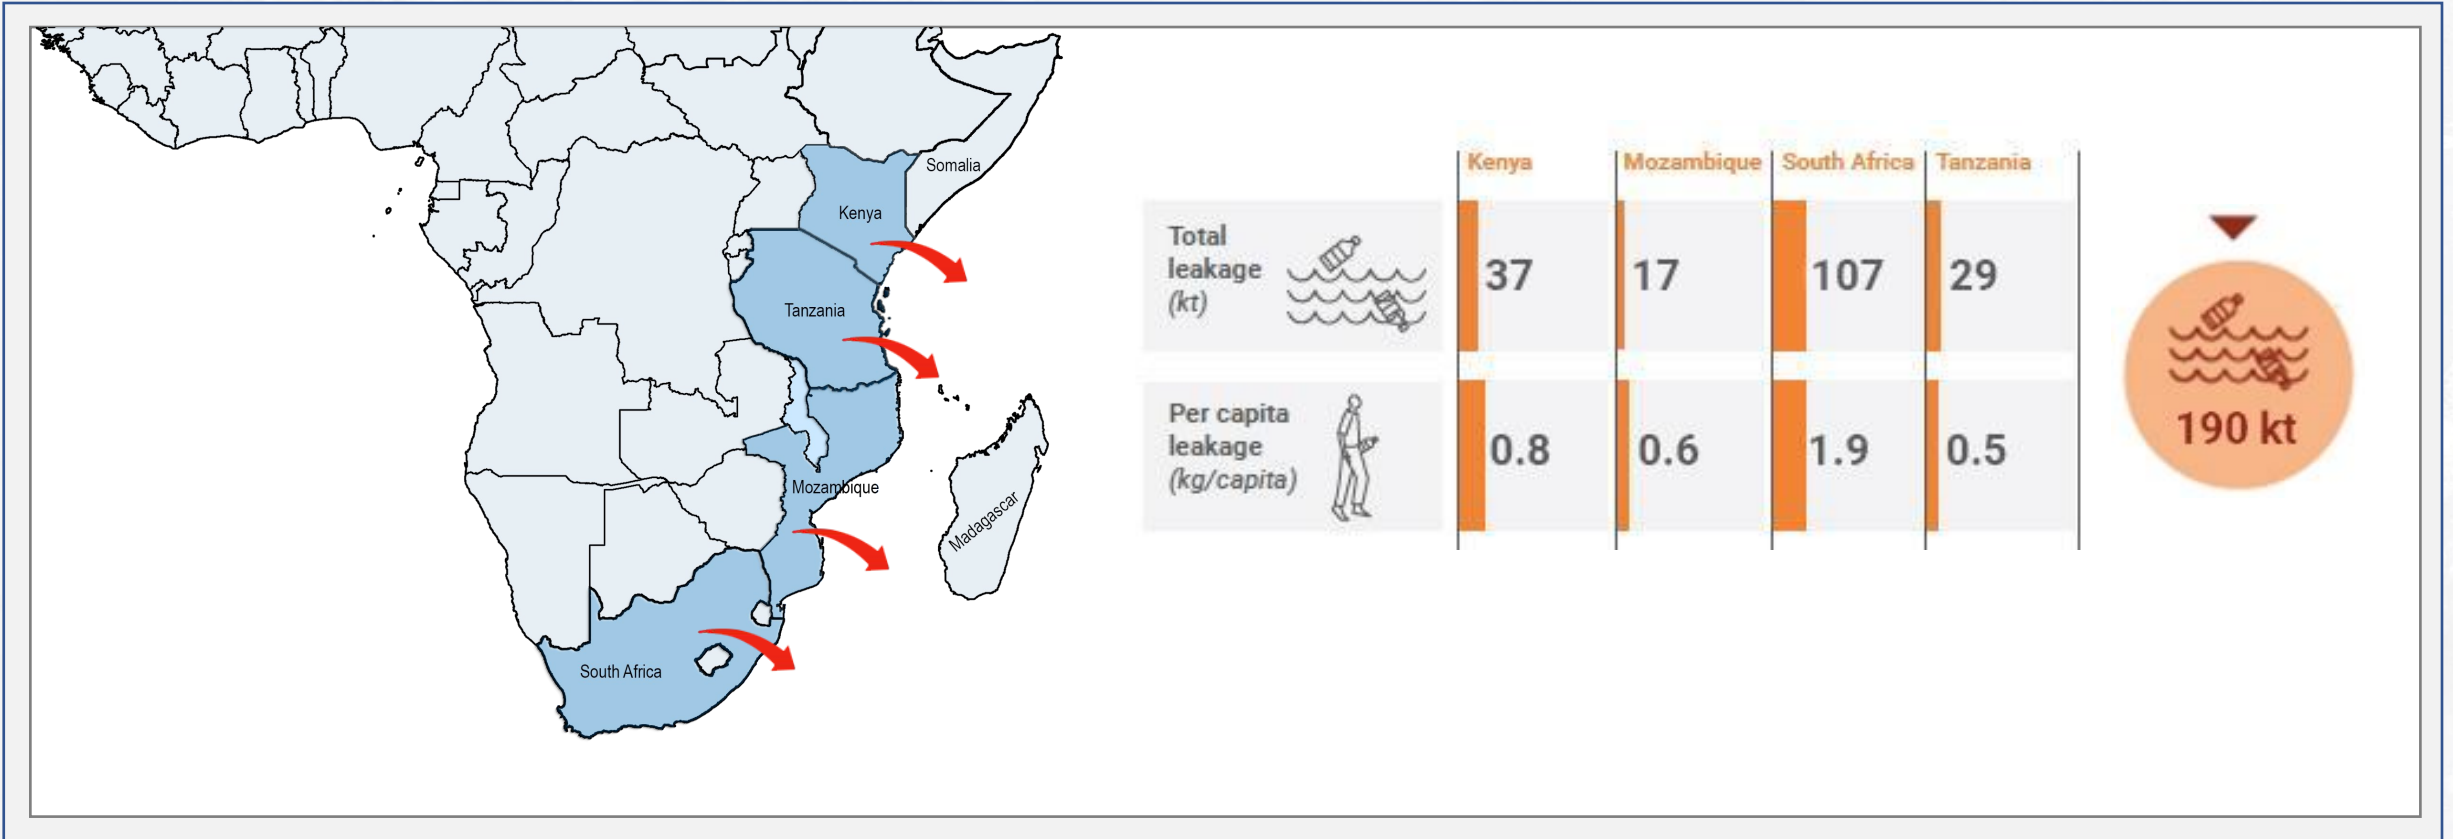 Somalia
Kenya
Tanzania
Mozambique
Madagascar
South Africa
Kenya
Mozambique
South Africa
Tanzania
Total
leakage
(kt)
37
17
107
29
Per capita
leakage
(kg/capita)
0.8
0.6
1.9
0.5
190 kt